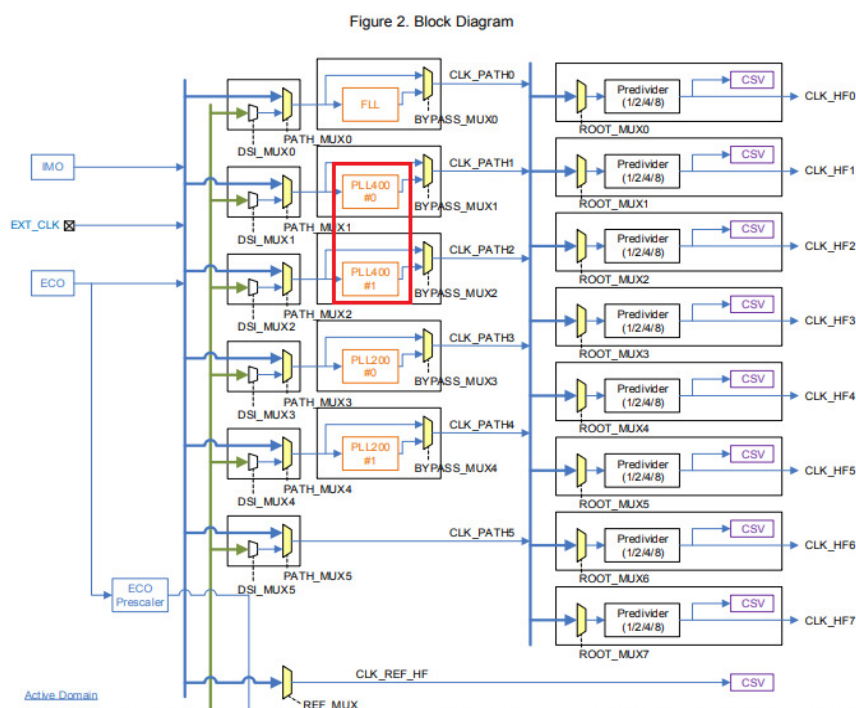 Figure 2. Block Diagram
IMO
EXT_CLK
ECO
ECO
Prescaler
Active Domain
DSI_MUX0
PATH_MUX0
FLL
BYPASS_MUX0
CLK_PATH0
DSI_MUX1
PATH_MUX1
PLL400
#0
BYPASS_MUX1
CLK_PATH1
DSI_MUX2
PATH_MUX2
PLL400
#1
BYPASS_MUX2
CLK_PATH2
DSI_MUX3
PATH_MUX3
PLL200
#0
BYPASS_MUX3
CLK_PATH3
DSI_MUX4
PATH_MUX4
PLL200
#1
BYPASS_MUX4
CLK_PATH4
DSI_MUX5
PATH_MUX5
CLK_PATH5
REF_MUX
CLK_REF_HF
CSV
ROOT_MUX0
Predivider
(1/2/4/8)
CSV
CLK_HF0
ROOT_MUX1
Predivider
(1/2/4/8)
CSV
CLK_HF1
ROOT_MUX2
Predivider
(1/2/4/8)
CSV
CLK_HF2
ROOT_MUX3
Predivider
(1/2/4/8)
CSV
CLK_HF3
ROOT_MUX4
Predivider
(1/2/4/8)
CSV
CLK_HF4
ROOT_MUX5
Predivider
(1/2/4/8)
CSV
CLK_HF5
ROOT_MUX6
Predivider
(1/2/4/8)
CSV
CLK_HF6
ROOT_MUX7
Predivider
(1/2/4/8)
CSV
CLK_HF7